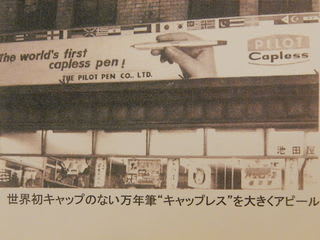 The world's first
capless pen!
THE PILOT PEN CO., LTD.
PILOT
Capless
池田屋
世界初キャップのない万年筆“キャップレス”を大きくアピール